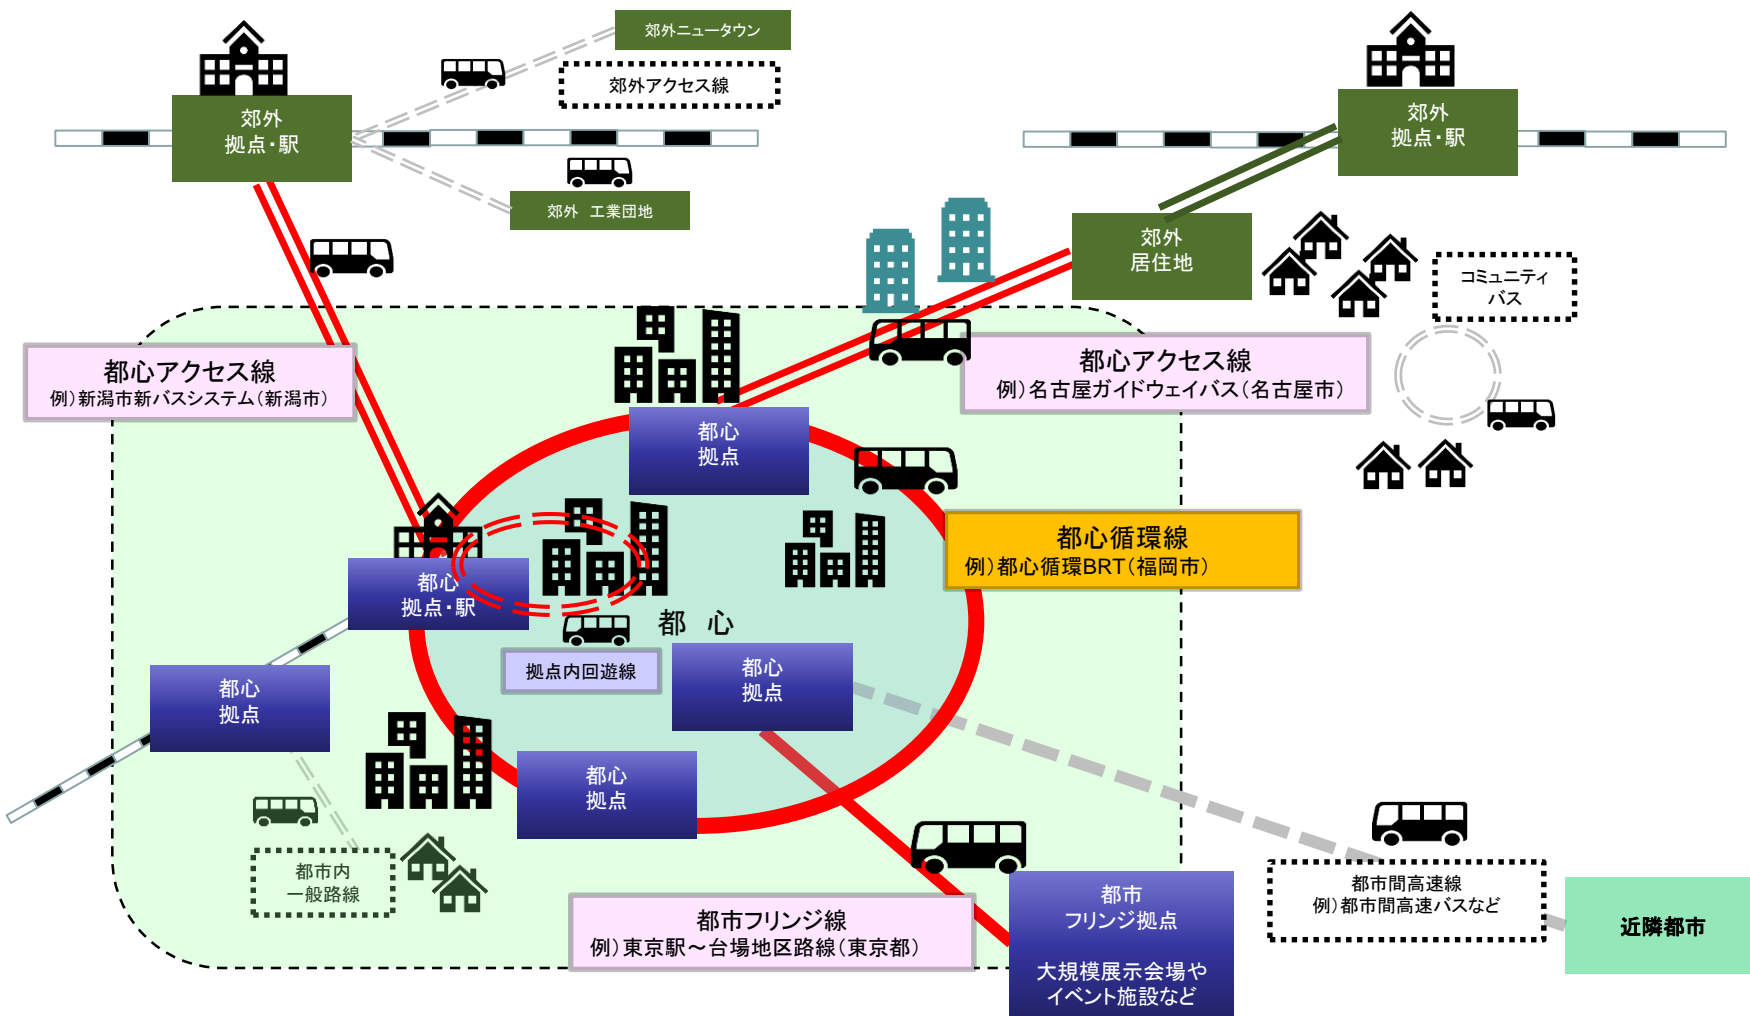 郊外ニュータウン
郊外アクセス線
郊外
拠点・駅
郊外
拠点・駅
郊外　工業団地
郊外
居住地
コミュニティ
バス
都心アクセス線
例）新潟市新バスシステム（新潟市）
都心アクセス線
例）名古屋ガイドウェイバス（名古屋市）
都心
拠点
都心循環線
例）都心循環BRT（福岡市）
都心
拠点・駅
都　心
拠点内回遊線
都心
拠点
都心
拠点
都心
拠点
都市内
一般路線
都市フリンジ線
例）東京駅～台場地区路線（東京都）
都市
フリンジ拠点
大規模展示会場や
イベント施設など
都市間高速線
例）都市間高速バスなど
近隣都市